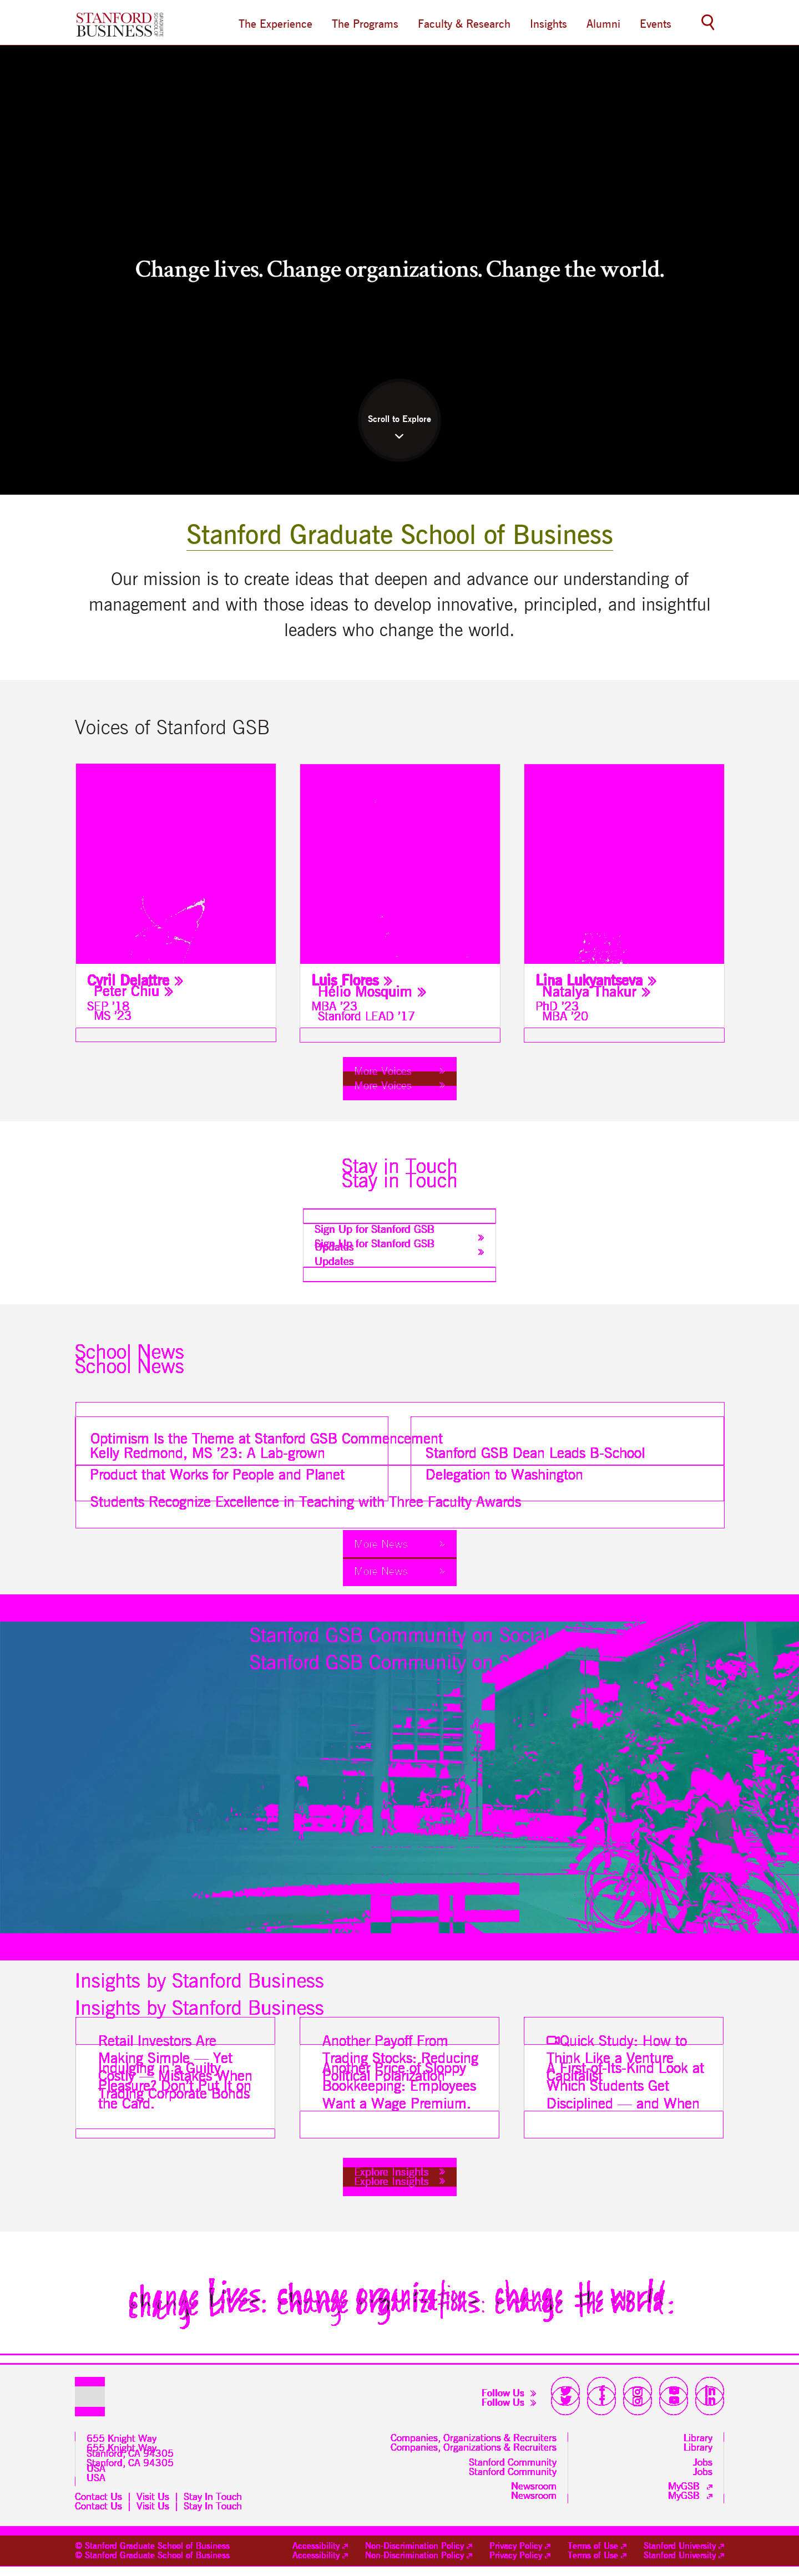 STANFORD
BUSINESS
GRADUATE
SCHOOL OF
The Experience
The Programs
Faculty & Research
Insights
Alumni
Events
Change lives. Change organizations. Change the world.
Scroll to Explore
Stanford Graduate School of Business
Our mission is to create ideas that deepen and advance our understanding of
management and with those ideas to develop innovative, principled, and insightful
leaders who change the world.
Voices of Stanford GSB
Cyril Delattre
Peter Chiu
SEP ’18
MS ’23
Luis Flores
Hélio Mosquim
MBA ’23
Stanford LEAD ’17
Lina Lukyantseva
Natalya Thakur
PhD ’23
MBA ’20
More Voices
More Voices
Stay in Touch
Stay in Touch
Sign Up for Stanford GSB
Sign Up for Stanford GSB
Updates
Updates
School News
School News
Optimism Is the Theme at Stanford GSB Commencement
Kelly Redmond, MS ’23: A Lab-grown
Stanford GSB Dean Leads B-School
Product that Works for People and Planet
Delegation to Washington
Students Recognize Excellence in Teaching with Three Faculty Awards
More News
More News
Stanford GSB Community on Social
Stanford GSB Community on Social
Insights by Stanford Business
Insights by Stanford Business
Retail Investors Are
Making Simple — Yet
Indulging in a Guilty
Costly — Mistakes When
Pleasure? Don’t Put It on
Trading Corporate Bonds
the Card.
Another Payoff From
Trading Stocks: Reducing
Another Price of Sloppy
Political Polarization
Bookkeeping: Employees
Want a Wage Premium.
Quick Study: How to
Think Like a Venture
A First-of-Its-Kind Look at
Capitalist
Which Students Get
Disciplined — and When
Explore Insights
Explore Insights
change lives. change organizations. change the world.
change lives. change organizations. change the world.
Follow Us
Follow Us
655 Knight Way
655 Knight Way
Stanford, CA 94305
Stanford, CA 94305
USA
USA
Contact Us | Visit Us | Stay In Touch
Contact Us | Visit Us | Stay In Touch
Companies, Organizations & Recruiters
Companies, Organizations & Recruiters
Stanford Community
Stanford Community
Newsroom
Newsroom
Library
Library
Jobs
Jobs
MyGSB
MyGSB
© Stanford Graduate School of Business
Accessibility
Non-Discrimination Policy
Privacy Policy
Terms of Use
Stanford University
© Stanford Graduate School of Business
Accessibility
Non-Discrimination Policy
Privacy Policy
Terms of Use
Stanford University